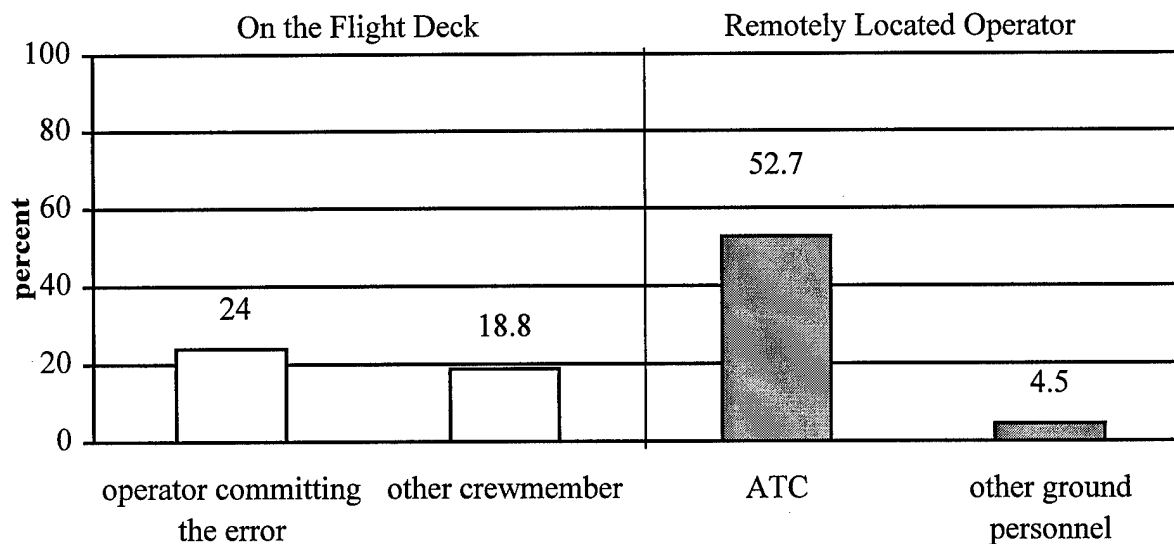 On the Flight Deck
Remotely Located Operator
percent
100
80
60
40
20
0
24
18.8
52.7
4.5
operator committing
the error
other crewmember
ATC
other ground
personnel